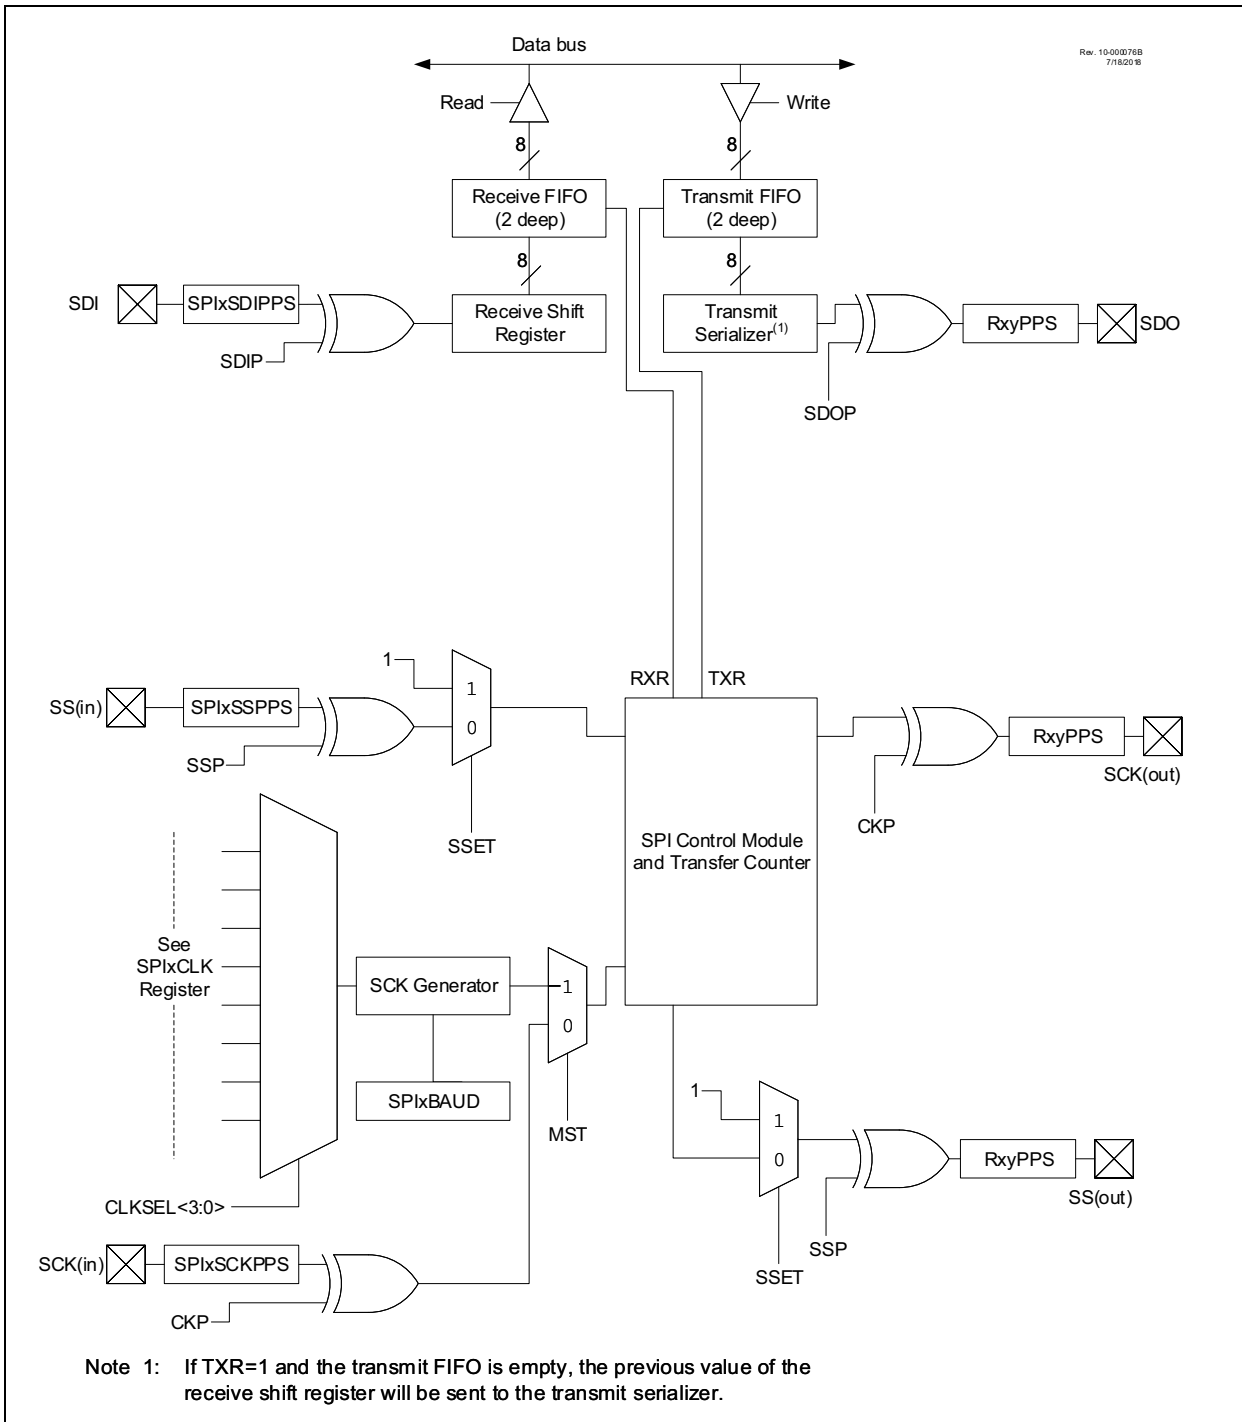 Data bus
Rev. 10-000076B
7/18/2018
Read
Write
8
8
Receive FIFO
(2 deep)
Transmit FIFO
(2 deep)
8
8
SDI
SPIxSDIPPS
SDIP
Receive Shift
Register
Transmit
Serializer(1)
RxyPPS
SDO
SDOP
RXR
TXR
1
SS(in)
SPIxSSPPS
SSP
1
0
SSET
SPI Control Module
and Transfer Counter
RxyPPS
SCK(out)
CKP
See
SPIxCLK
Register
SCK Generator
SPIxBAUD
1
0
MST
CLKSEL<3:0>
1
1
0
SSET
SSP
RxyPPS
SS(out)
SCK(in)
SPIxSCKPPS
CKP
Note 1: If TXR=1 and the transmit FIFO is empty, the previous value of the
receive shift register will be sent to the transmit serializer.